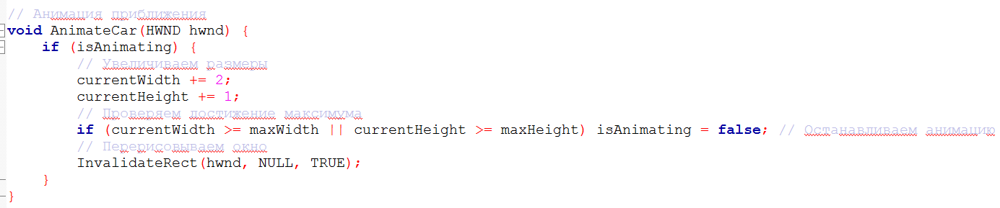 // Анимация приближения
void AnimateCar(HWND hwnd) {
    if (isAnimating) {
        // Увеличиваем размеры
        currentWidth += 2;
        currentHeight += 1;
        // Проверяем достижение максимума
        if (currentWidth >= maxWidth || currentHeight >= maxHeight) isAnimating = false; // Останавливаем анимацию
        // Перерисовываем окно
        InvalidateRect(hwnd, NULL, TRUE);
    }
}